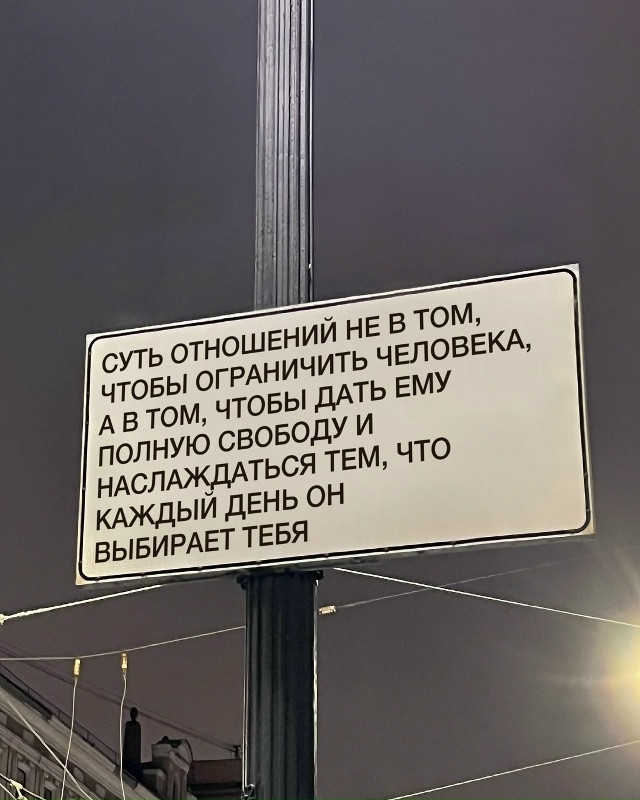 СУТЬ ОТНОШЕНИЙ НЕ В ТОМ,
ЧТОБЫ ОГРАНИЧИТЬ ЧЕЛОВЕКА,
А В ТОМ, ЧТОБЫ ДАТЬ ЕМУ
ПОЛНУЮ СВОБОДУ И
НАСЛАЖДАТЬСЯ ТЕМ, ЧТО
КАЖДЫЙ ДЕНЬ ОН
ВЫБИРАЕТ ТЕБЯ